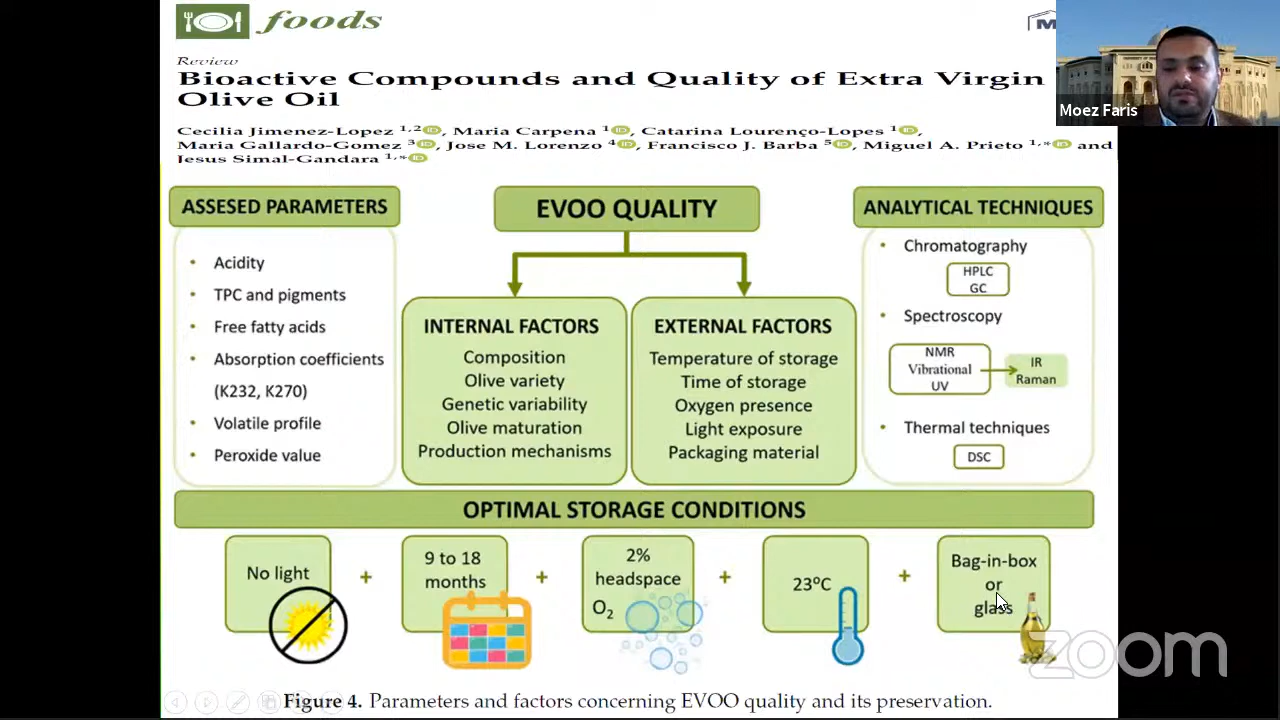 foods
M
Review
Bioactive Compounds and Quality of Extra Virgin
Olive Oil
Cecilia Jimenez-Lopez 1,2, Maria Carpena 1, Catarina Lourenço-Lopes 1,
Maria Gallardo-Gomez 3, Jose M. Lorenzo 4, Francisco J. Barba 5, Miguel A. Prieto 1,* and
Jesus Simal-Gandara 1,*
Moez Faris
ASSESED PARAMETERS
• Acidity
• TPC and pigments
• Free fatty acids
• Absorption coefficients
(K232, K270)
• Volatile profile
• Peroxide value
EVOO QUALITY
INTERNAL FACTORS
Composition
Olive variety
Genetic variability
Olive maturation
Production mechanisms
EXTERNAL FACTORS
Temperature of storage
Time of storage
Oxygen presence
Light exposure
Packaging material
ANALYTICAL TECHNIQUES
• Chromatography
HPLC
GC
• Spectroscopy
NMR
Vibrational
UV
IR
Raman
• Thermal techniques
DSC
OPTIMAL STORAGE CONDITIONS
No light
+
9 to 18
months
+
2%
headspace
O2
+
23ºC
+
Bag-in-box
or
glass
zoom
Figure 4. Parameters and factors concerning EVOO quality and its preservation.